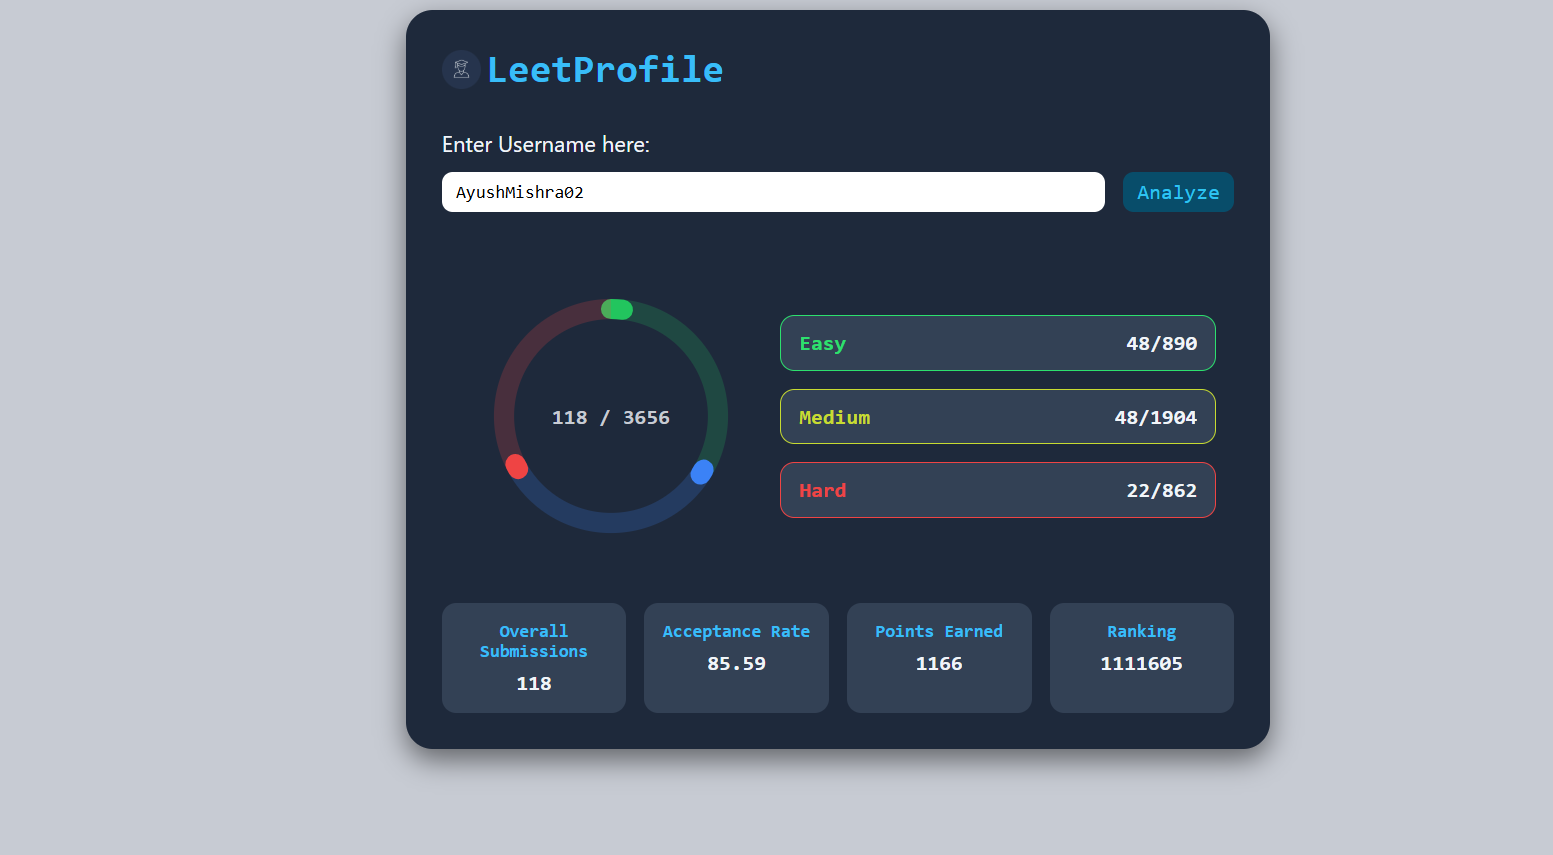 LeetProfile
Enter Username here:
AyushMishra02
Analyze
118 / 3656
Easy 48/890
Medium 48/1904
Hard 22/862
Overall
Submissions
118
Acceptance Rate
85.59
Points Earned
1166
Ranking
1111605